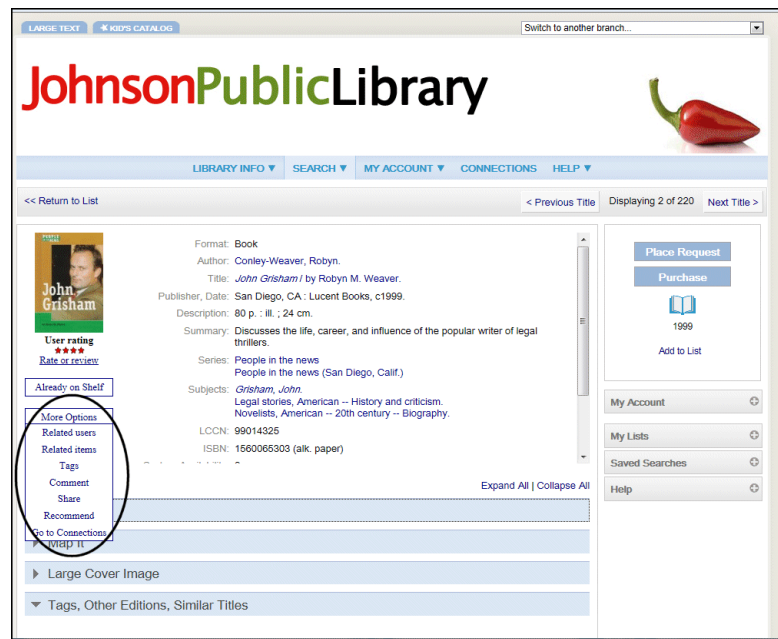 LARGE TEXT
KID'S CATALOG
Switch to another branch...
JohnsonPublicLibrary
LIBRARY INFO ▼ SEARCH ▼ MY ACCOUNT ▼ CONNECTIONS HELP ▼
<< Return to List
< Previous Title
Displaying 2 of 220
Next Title >
John
Grisham
User rating
Rate or review
Already on Shelf
More Options
Related users
Related items
Tags
Comment
Share
Recommend
Go to Connections
Format: Book
Author: Conley-Weaver, Robyn.
Title: John Grisham / by Robyn M. Weaver.
Publisher, Date: San Diego, CA : Lucent Books, c1999.
Description: 80 p. : ill. ; 24 cm.
Summary: Discusses the life, career, and influence of the popular writer of legal
thrillers.
Series: People in the news
People in the news (San Diego, Calif.)
Subjects: Grisham, John.
Legal stories, American -- History and criticism.
Novelists, American -- 20th century -- Biography.
LCCN: 99014325
ISBN: 1560065303 (alk. paper)
Expand All | Collapse All
Map It
Large Cover Image
Tags, Other Editions, Similar Titles
Place Request
Purchase
1999
Add to List
My Account
My Lists
Saved Searches
Help